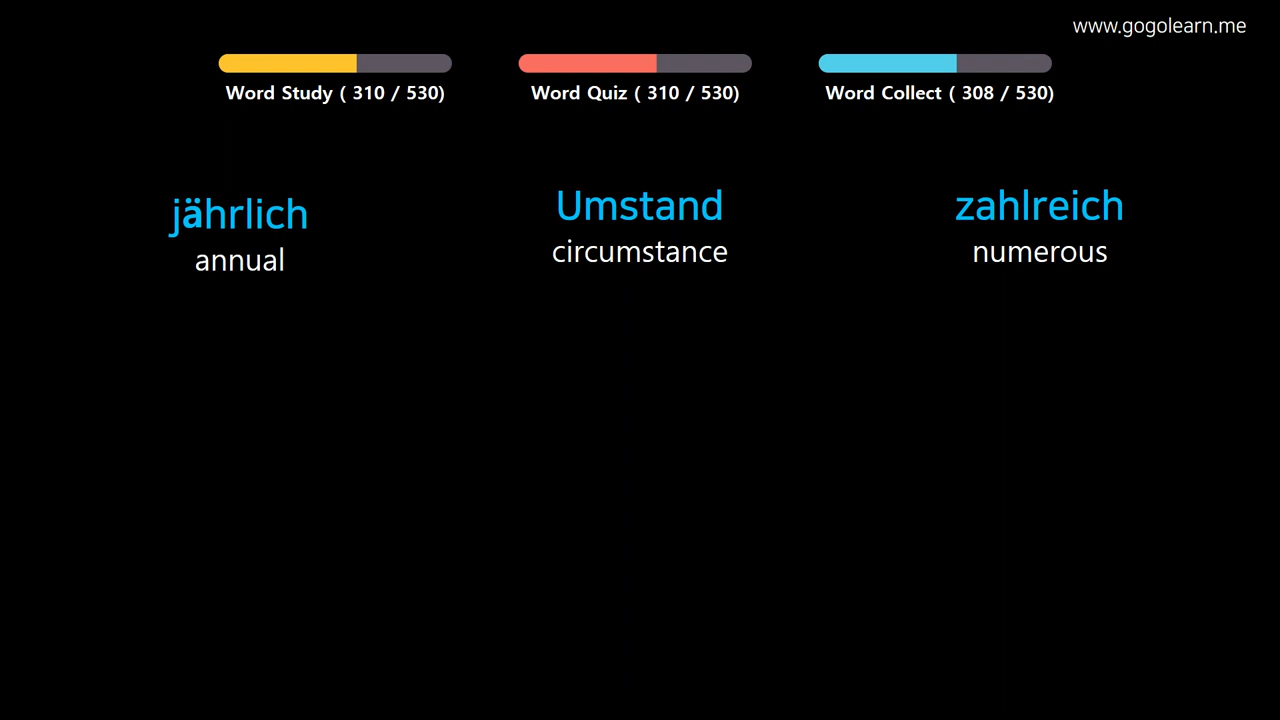 www.gogolearn.me
Word Study ( 310 / 530)
Word Quiz ( 310 / 530)
Word Collect ( 308 / 530)
jährlich
annual
Umstand
circumstance
zahlreich
numerous